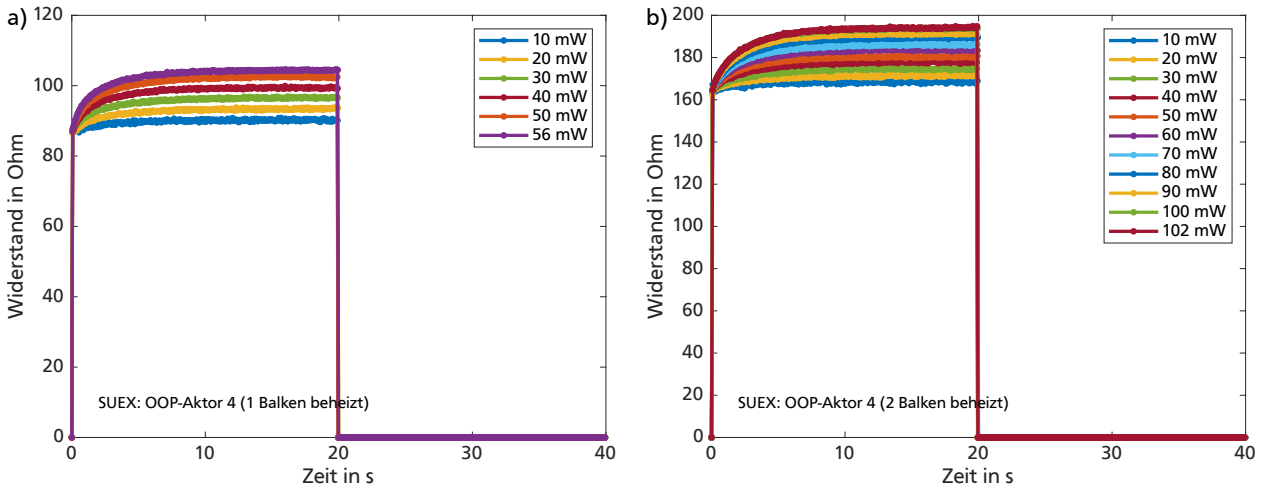 a)
Widerstand in Ohm
120
100
80
60
40
20
0
0
10
20
30
40
Zeit in s
10 mW
20 mW
30 mW
40 mW
50 mW
56 mW
SUEX: OOP-Aktor 4 (1 Balken beheizt)
b)
Widerstand in Ohm
200
180
160
140
120
100
80
60
40
20
0
0
10
20
30
40
Zeit in s
10 mW
20 mW
30 mW
40 mW
50 mW
60 mW
70 mW
80 mW
90 mW
100 mW
102 mW
SUEX: OOP-Aktor 4 (2 Balken beheizt)